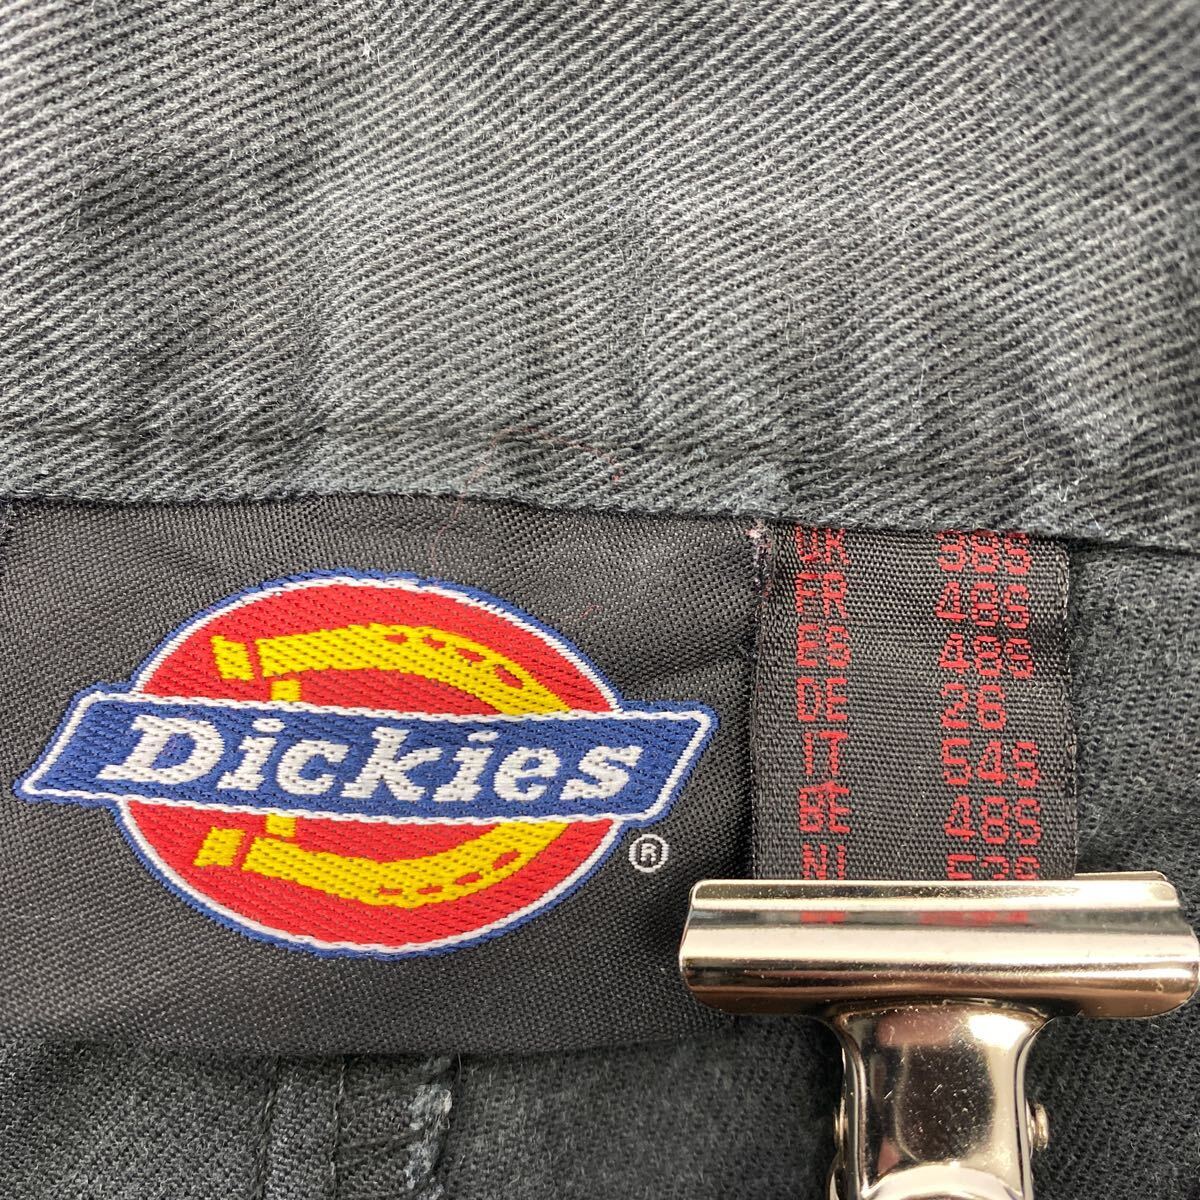 Dickies
®
UK 38S
FR 48S
ES 48S
DE 26
IT 54S
BE 48S